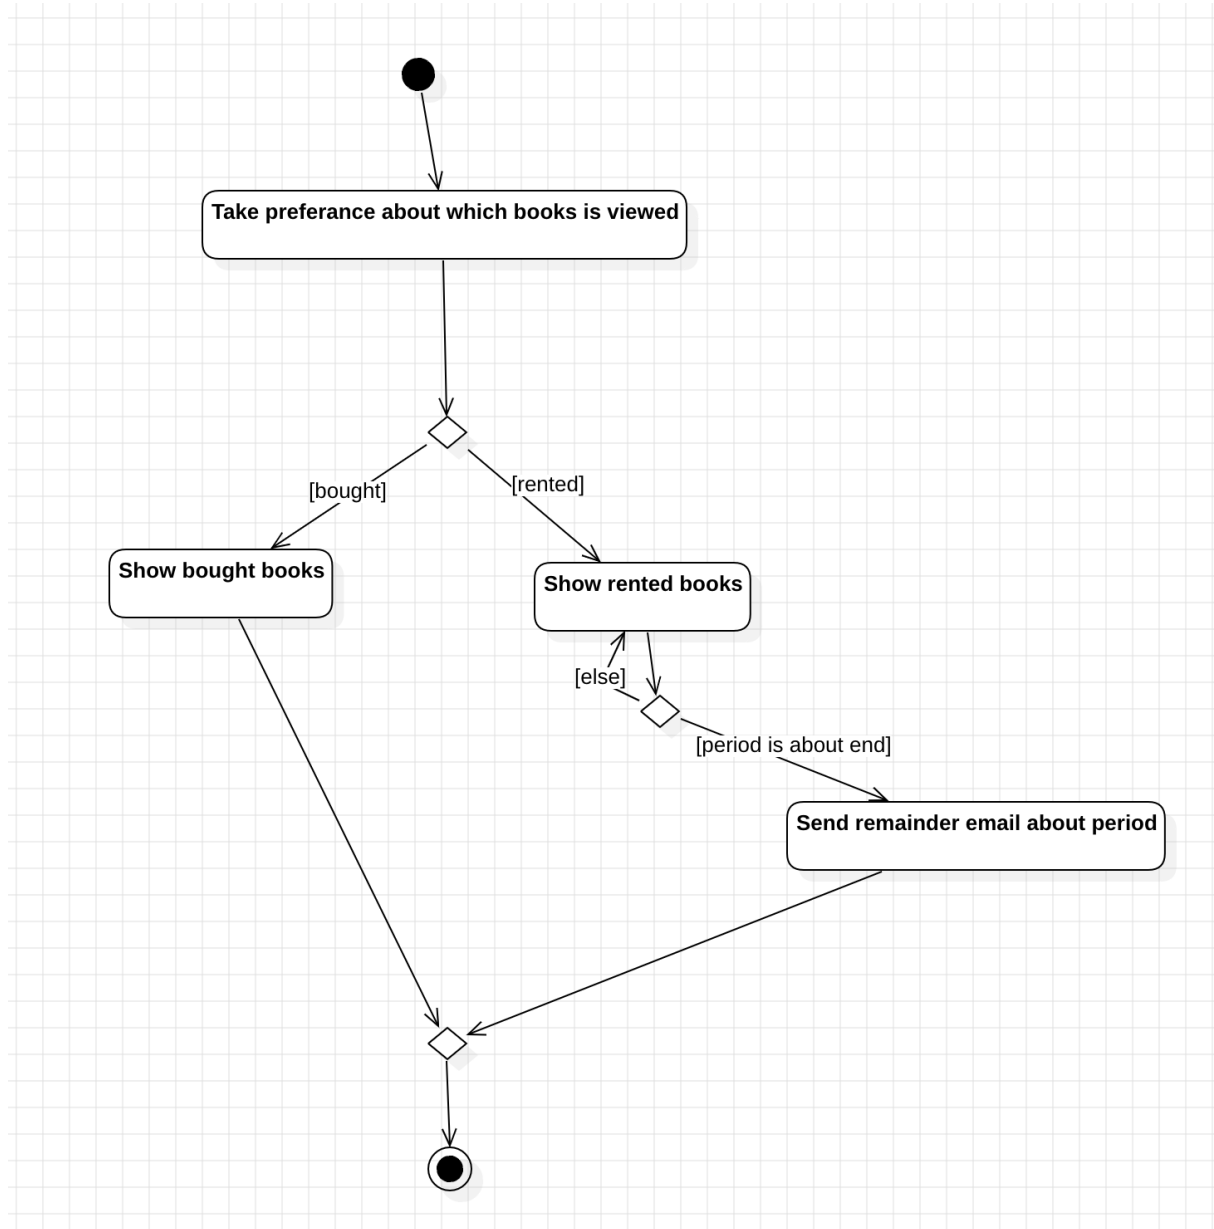 Take preferance about which books is viewed
[bought]
[rented]
Show bought books
Show rented books
[else]
[period is about end]
Send remainder email about period